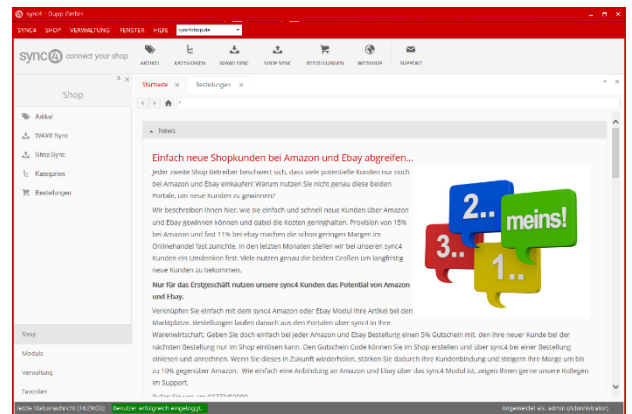 sync4 - Dupp GmbH
SYNC4 SHOP VERWALTUNG FENSTER HILFE sync4shop.de
sync4 connect your shop.
ARTIKEL KATEGORIEN WAWI SYNC SHOP SYNC BESTELLUNGEN WEBSHOP SUPPORT
Shop
Startseite × Bestellungen ×
Artikel
WAWI Sync
Shop Sync
Kategorien
Bestellungen
News
Einfach neue Shopkunden bei Amazon und Ebay abgreifen...
Jeder zweite Shop Betreiber beschwert sich, dass viele potentielle Kunden nur noch
bei Amazon und Ebay einkaufen! Warum nutzen Sie nicht genau diese beiden
Portale, um neue Kunden zu gewinnen?
Wir beschreiben Ihnen hier, wie sie einfach und schnell neue Kunden über Amazon
und Ebay gewinnen können und dabei die Kosten geringhalten. Provision von 15%
bei Amazon und fast 11% bei ebay machen die schon geringen Margen im
Onlinehandel fast zunichte. In den letzten Monaten stellen wir bei unseren sync4
Kunden ein Umdenken fest. Viele nutzen genau die beiden Großen um langfristig
neue Kunden zu bekommen.
Nur für das Erstgeschäft nutzen unsere sync4 Kunden das Potential von Amazon
und Ebay.
Verknüpfen Sie einfach mit dem sync4 Amazon oder Ebay Modul Ihre Artikel bei den
Marktplätze. Bestellungen laufen danach aus den Portalen über sync4 in Ihre
Warenwirtschaft. Geben Sie doch einfach bei jeder Amazon und Ebay Bestellung einen 5% Gutschein mit, den Ihre neuer Kunde bei der
nächsten Bestellung nur im Shop einlösen kann. Den Gutschein Code können Sie im Shop erstellen und über sync4 bei einer Bestellung
einlesen und anrechnen. Wenn Sie dieses in Zukunft wiederholen, stärken Sie dadurch Ihre Kundenbindung und steigern Ihre Marge um bis
zu 10% gegenüber Amazon. Wie einfach eine Anbindung an Amazon und Ebay über das sync4 Modul ist, zeigen Ihnen gerne unsere Kollegen
im Support.
2..
meins!
3..
1..
Shop
Module
Verwaltung
Favoriten
letzte Statusnachricht (16:29:03): Benutzer erfolgreich eingeloggt.
Angemeldet als: admin (Administrator)